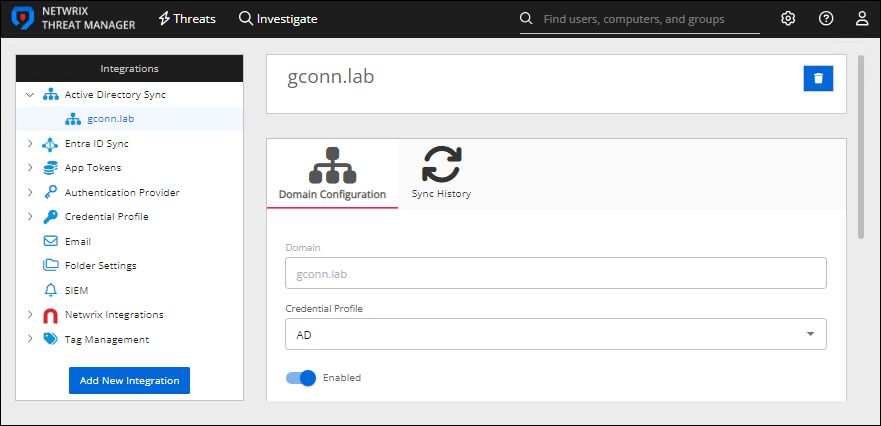 NETWRIX
THREAT MANAGER
Threats
Investigate
Find users, computers, and groups
Integrations
Active Directory Sync
gconn.lab
Entra ID Sync
App Tokens
Authentication Provider
Credential Profile
Email
Folder Settings
SIEM
Netwrix Integrations
Tag Management
Add New Integration
gconn.lab
Domain Configuration
Sync History
Domain
gconn.lab
Credential Profile
AD
Enabled